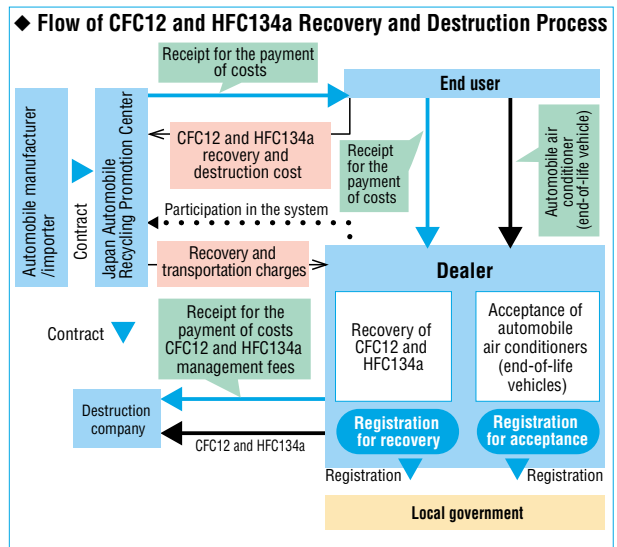 ◆ Flow of CFC12 and HFC134a Recovery and Destruction Process
Receipt for the payment
of costs
End user
Automobile manufacturer
/importer
Contract
Japan Automobile
Recycling Promotion Center
CFC12 and HFC134a
recovery and
destruction cost
Receipt
for the
payment
of costs
Automobile air
conditioner
(end-of-life vehicle)
Participation in the system
Recovery and
transportation charges
Dealer
Contract
Receipt for the
payment of costs
CFC12 and HFC134a
management fees
Recovery of
CFC12 and
HFC134a
Acceptance of
automobile
air conditioners
(end-of-life
vehicles)
Destruction
company
CFC12 and HFC134a
Registration
for recovery
Registration
for acceptance
Registration
Registration
Local government